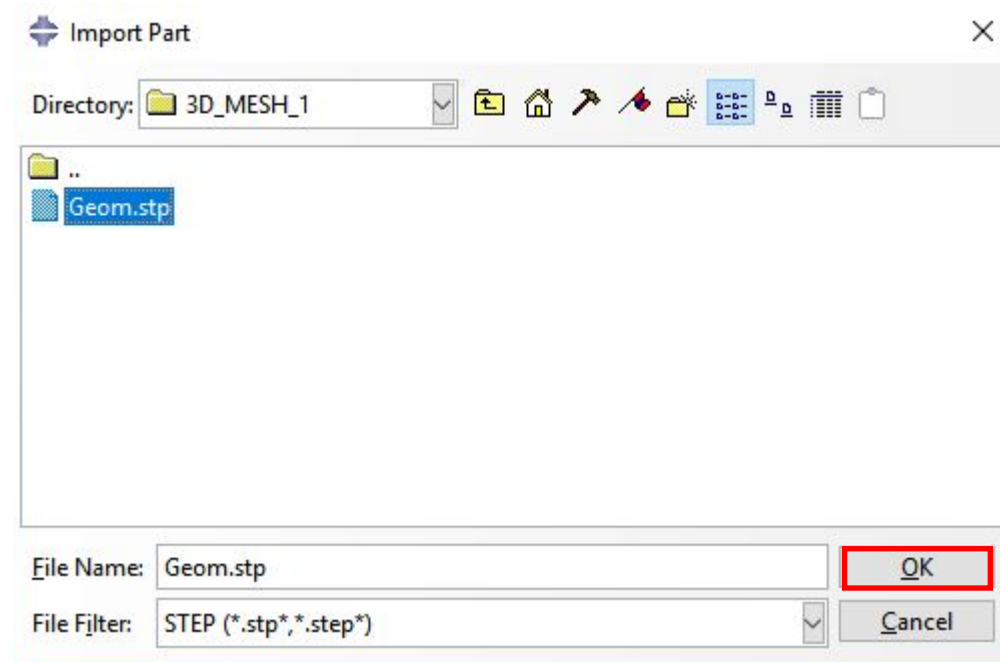 Import Part
Directory: 3D_MESH_1
..
Geom.stp
File Name: Geom.stp OK
File Filter: STEP (*.stp*,*.step*) Cancel